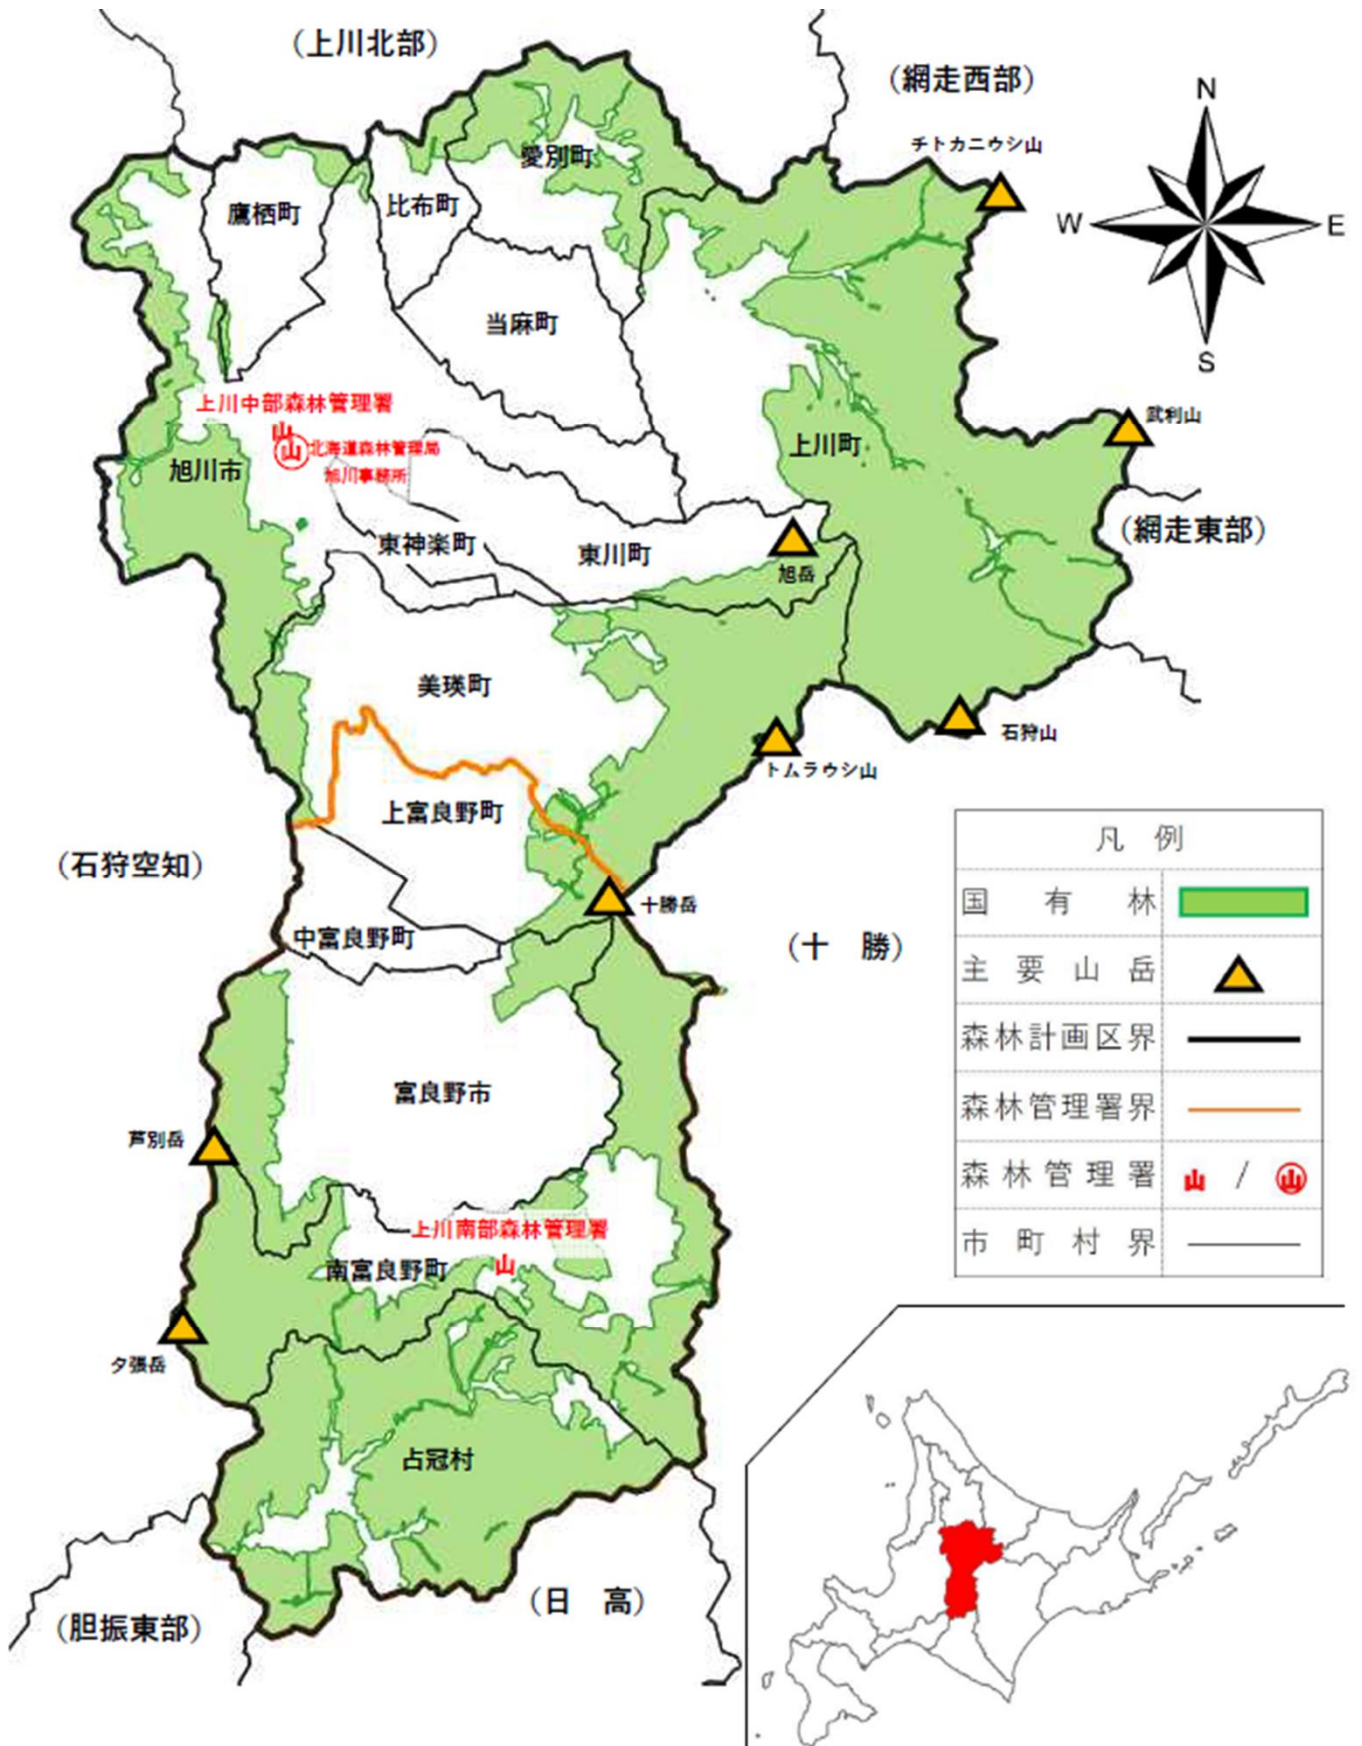 （上川北部）
（網走西部）
N
チトカニウシ山
愛別町
鷹栖町
比布町
W
E
当麻町
S
上川中部森林管理署
山
山
北海道森林管理局
旭川事務所
武利山
上川町
旭川市
（網走東部）
東神楽町
東川町
旭岳
美瑛町
石狩山
トムラウシ山
上富良野町
（石狩空知）
十勝岳
中富良野町
（十　勝）
凡　例
国有林
主要山岳
森林計画区界
森林管理署界
森林管理署
山 / 山
市町村界
富良野市
芦別岳
上川南部森林管理署
山
南富良野町
夕張岳
占冠村
（日　高）
（胆振東部）